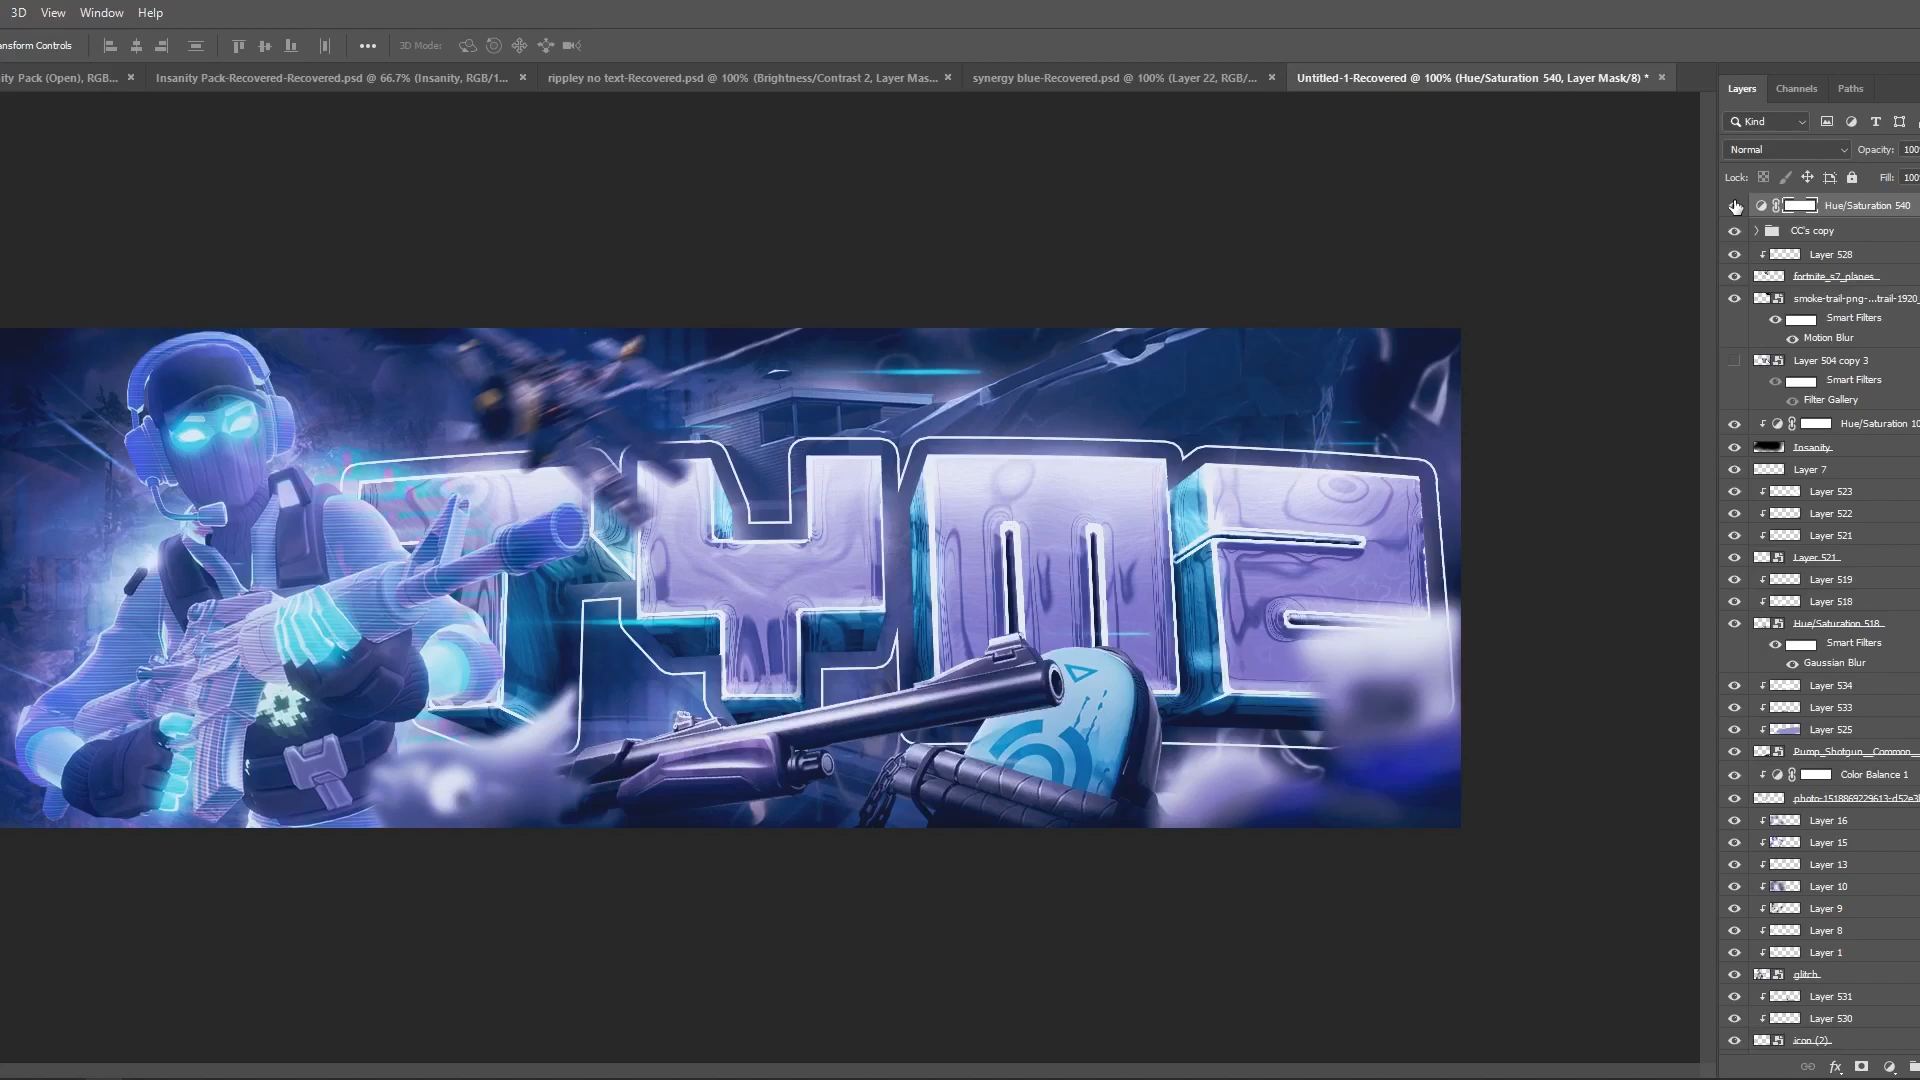 3D View Window Help
ansform Controls
3D Mode:
ity Pack (Open), RGB... ×
Insanity Pack-Recovered-Recovered.psd @ 66.7% (Insanity, RGB/1... ×
rippley no text-Recovered.psd @ 100% (Brightness/Contrast 2, Layer Mas... ×
synergy blue-Recovered.psd @ 100% (Layer 22, RGB/... ×
Untitled-1-Recovered @ 100% (Hue/Saturation 540, Layer Mask/8) * ×
Layers Channels Paths
Kind
Normal Opacity: 100
Lock: Fill: 100
Hue/Saturation 540
CC's copy
Layer 528
fortnite_s7_planes
smoke-trail-png-...trail-1920_
Smart Filters
Motion Blur
Layer 504 copy 3
Smart Filters
Filter Gallery
Hue/Saturation 10
Insanity
Layer 7
Layer 523
Layer 522
Layer 521
Layer 521
Layer 519
Layer 518
Hue/Saturation 518
Smart Filters
Gaussian Blur
Layer 534
Layer 533
Layer 525
Pump_Shotgun__Common_
Color Balance 1
photo-1518869229613-d52e3
Layer 16
Layer 15
Layer 13
Layer 10
Layer 9
Layer 8
Layer 1
glitch
Layer 531
Layer 530
icon (2)
fx